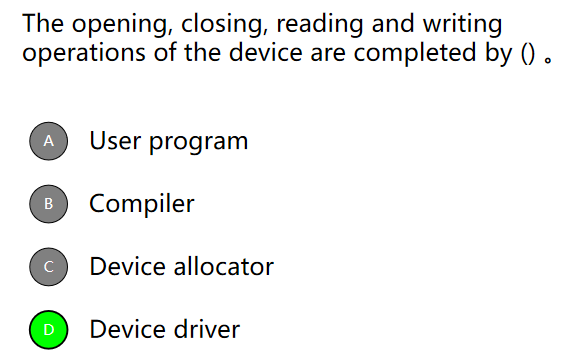 The opening, closing, reading and writing
operations of the device are completed by () 。
A User program
B Compiler
C Device allocator
D Device driver